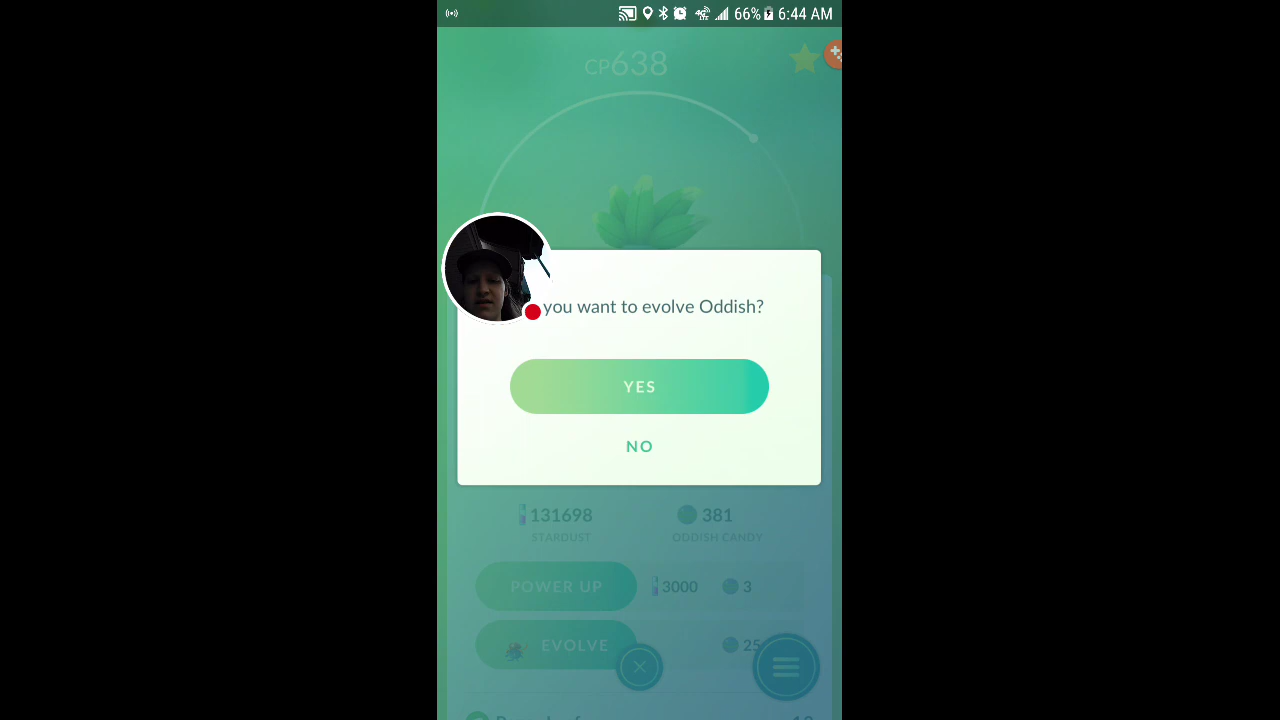 66% 6:44 AM
CP638
you want to evolve Oddish?
YES
NO
131698 381
STARDUST ODDISH CANDY
POWER UP 3000 3
EVOLVE 25